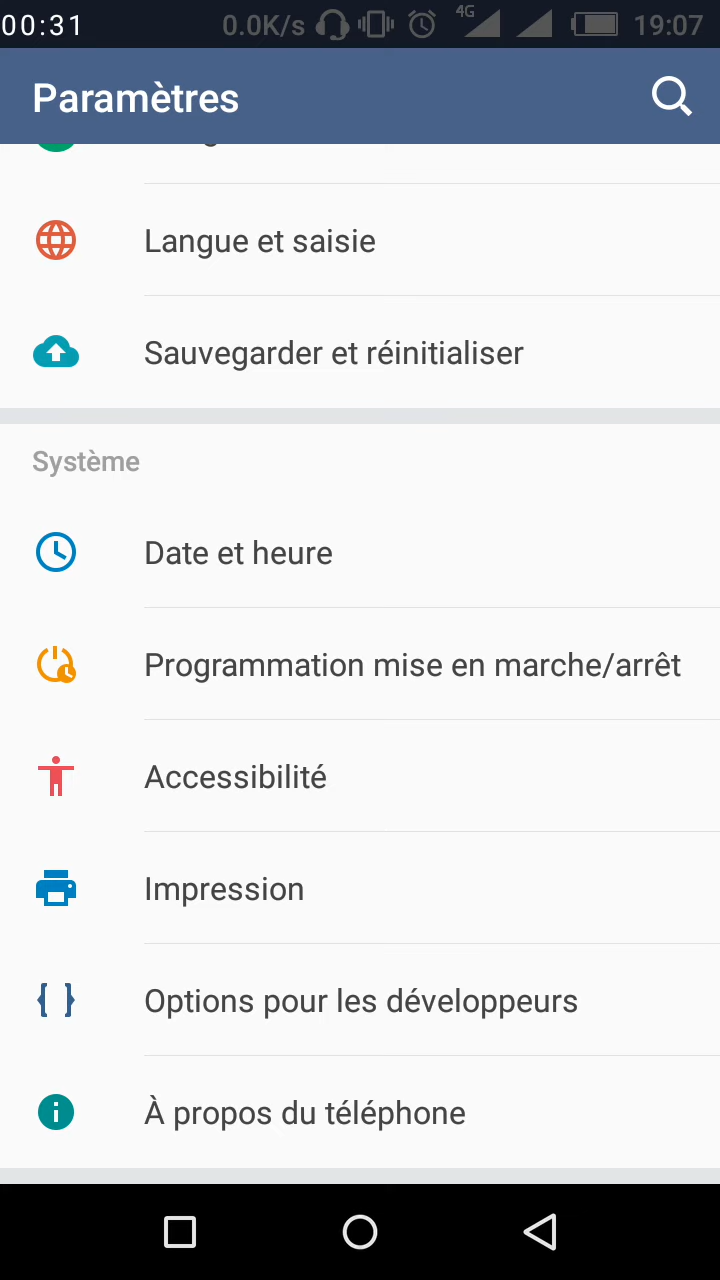 00:31 0.0K/s 4G 19:07
Paramètres
Langue et saisie
Sauvegarder et réinitialiser
Système
Date et heure
Programmation mise en marche/arrêt
Accessibilité
Impression
Options pour les développeurs
À propos du téléphone